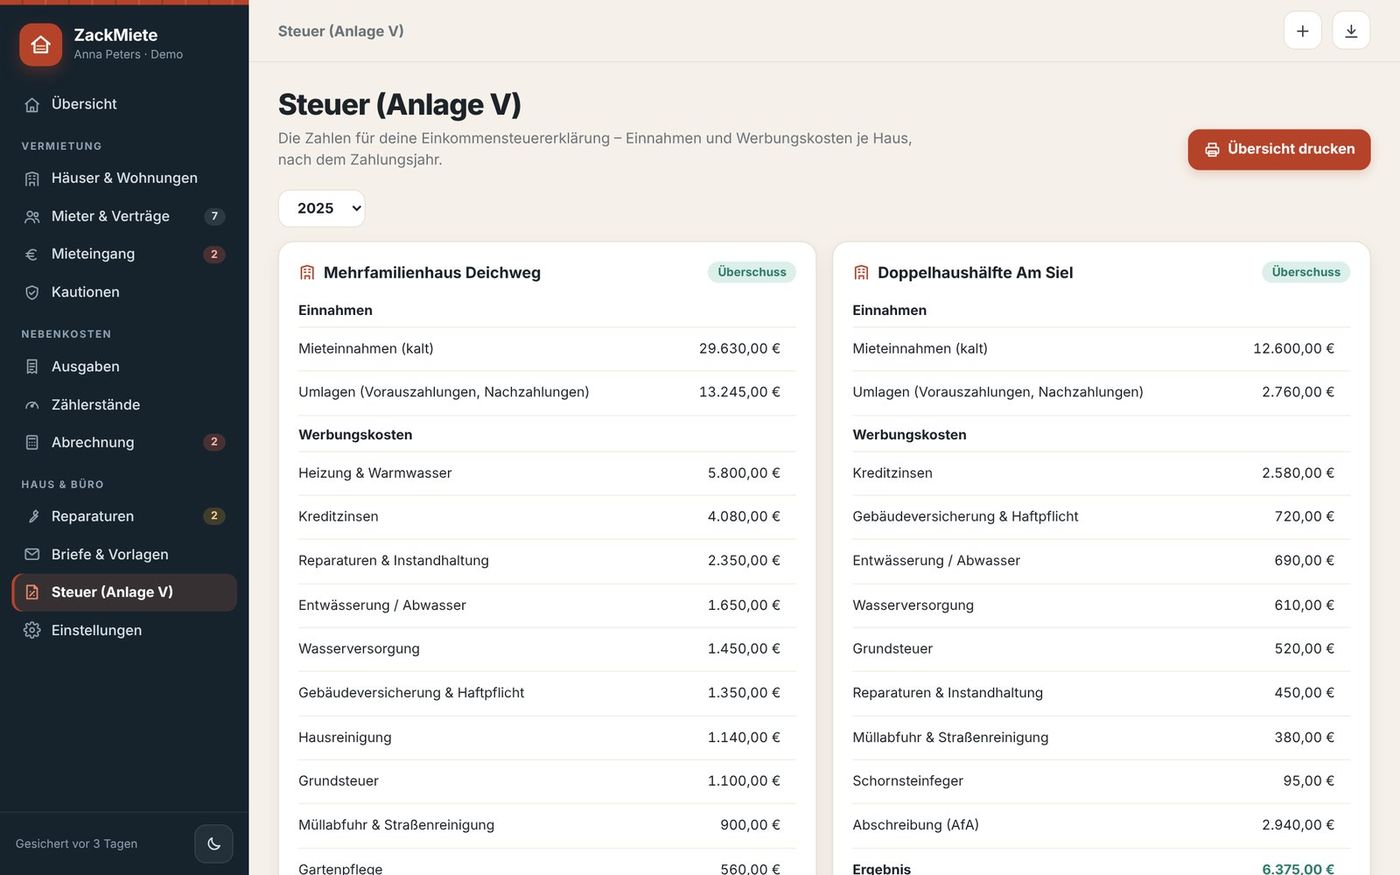 ZackMiete
Anna Peters · Demo
Übersicht
VERMIETUNG
Häuser & Wohnungen
Mieter & Verträge 7
Mieteingang 2
Kautionen
NEBENKOSTEN
Ausgaben
Zählerstände
Abrechnung 2
HAUS & BÜRO
Reparaturen 2
Briefe & Vorlagen
Steuer (Anlage V)
Einstellungen
Gesichert vor 3 Tagen
Steuer (Anlage V)
Steuer (Anlage V)
Die Zahlen für deine Einkommensteuererklärung – Einnahmen und Werbungskosten je Haus,
nach dem Zahlungsjahr.
Übersicht drucken
2025
Mehrfamilienhaus Deichweg Überschuss
Einnahmen
Mieteinnahmen (kalt) 29.630,00 €
Umlagen (Vorauszahlungen, Nachzahlungen) 13.245,00 €
Werbungskosten
Heizung & Warmwasser 5.800,00 €
Kreditzinsen 4.080,00 €
Reparaturen & Instandhaltung 2.350,00 €
Entwässerung / Abwasser 1.650,00 €
Wasserversorgung 1.450,00 €
Gebäudeversicherung & Haftpflicht 1.350,00 €
Hausreinigung 1.140,00 €
Grundsteuer 1.100,00 €
Müllabfuhr & Straßenreinigung 900,00 €
Gartenpflege 560,00 €
Doppelhaushälfte Am Siel Überschuss
Einnahmen
Mieteinnahmen (kalt) 12.600,00 €
Umlagen (Vorauszahlungen, Nachzahlungen) 2.760,00 €
Werbungskosten
Kreditzinsen 2.580,00 €
Gebäudeversicherung & Haftpflicht 720,00 €
Entwässerung / Abwasser 690,00 €
Wasserversorgung 610,00 €
Grundsteuer 520,00 €
Reparaturen & Instandhaltung 450,00 €
Müllabfuhr & Straßenreinigung 380,00 €
Schornsteinfeger 95,00 €
Abschreibung (AfA) 2.940,00 €
Ergebnis 6.375,00 €